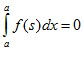 ∫ₐᵃ f(s)dx = 0